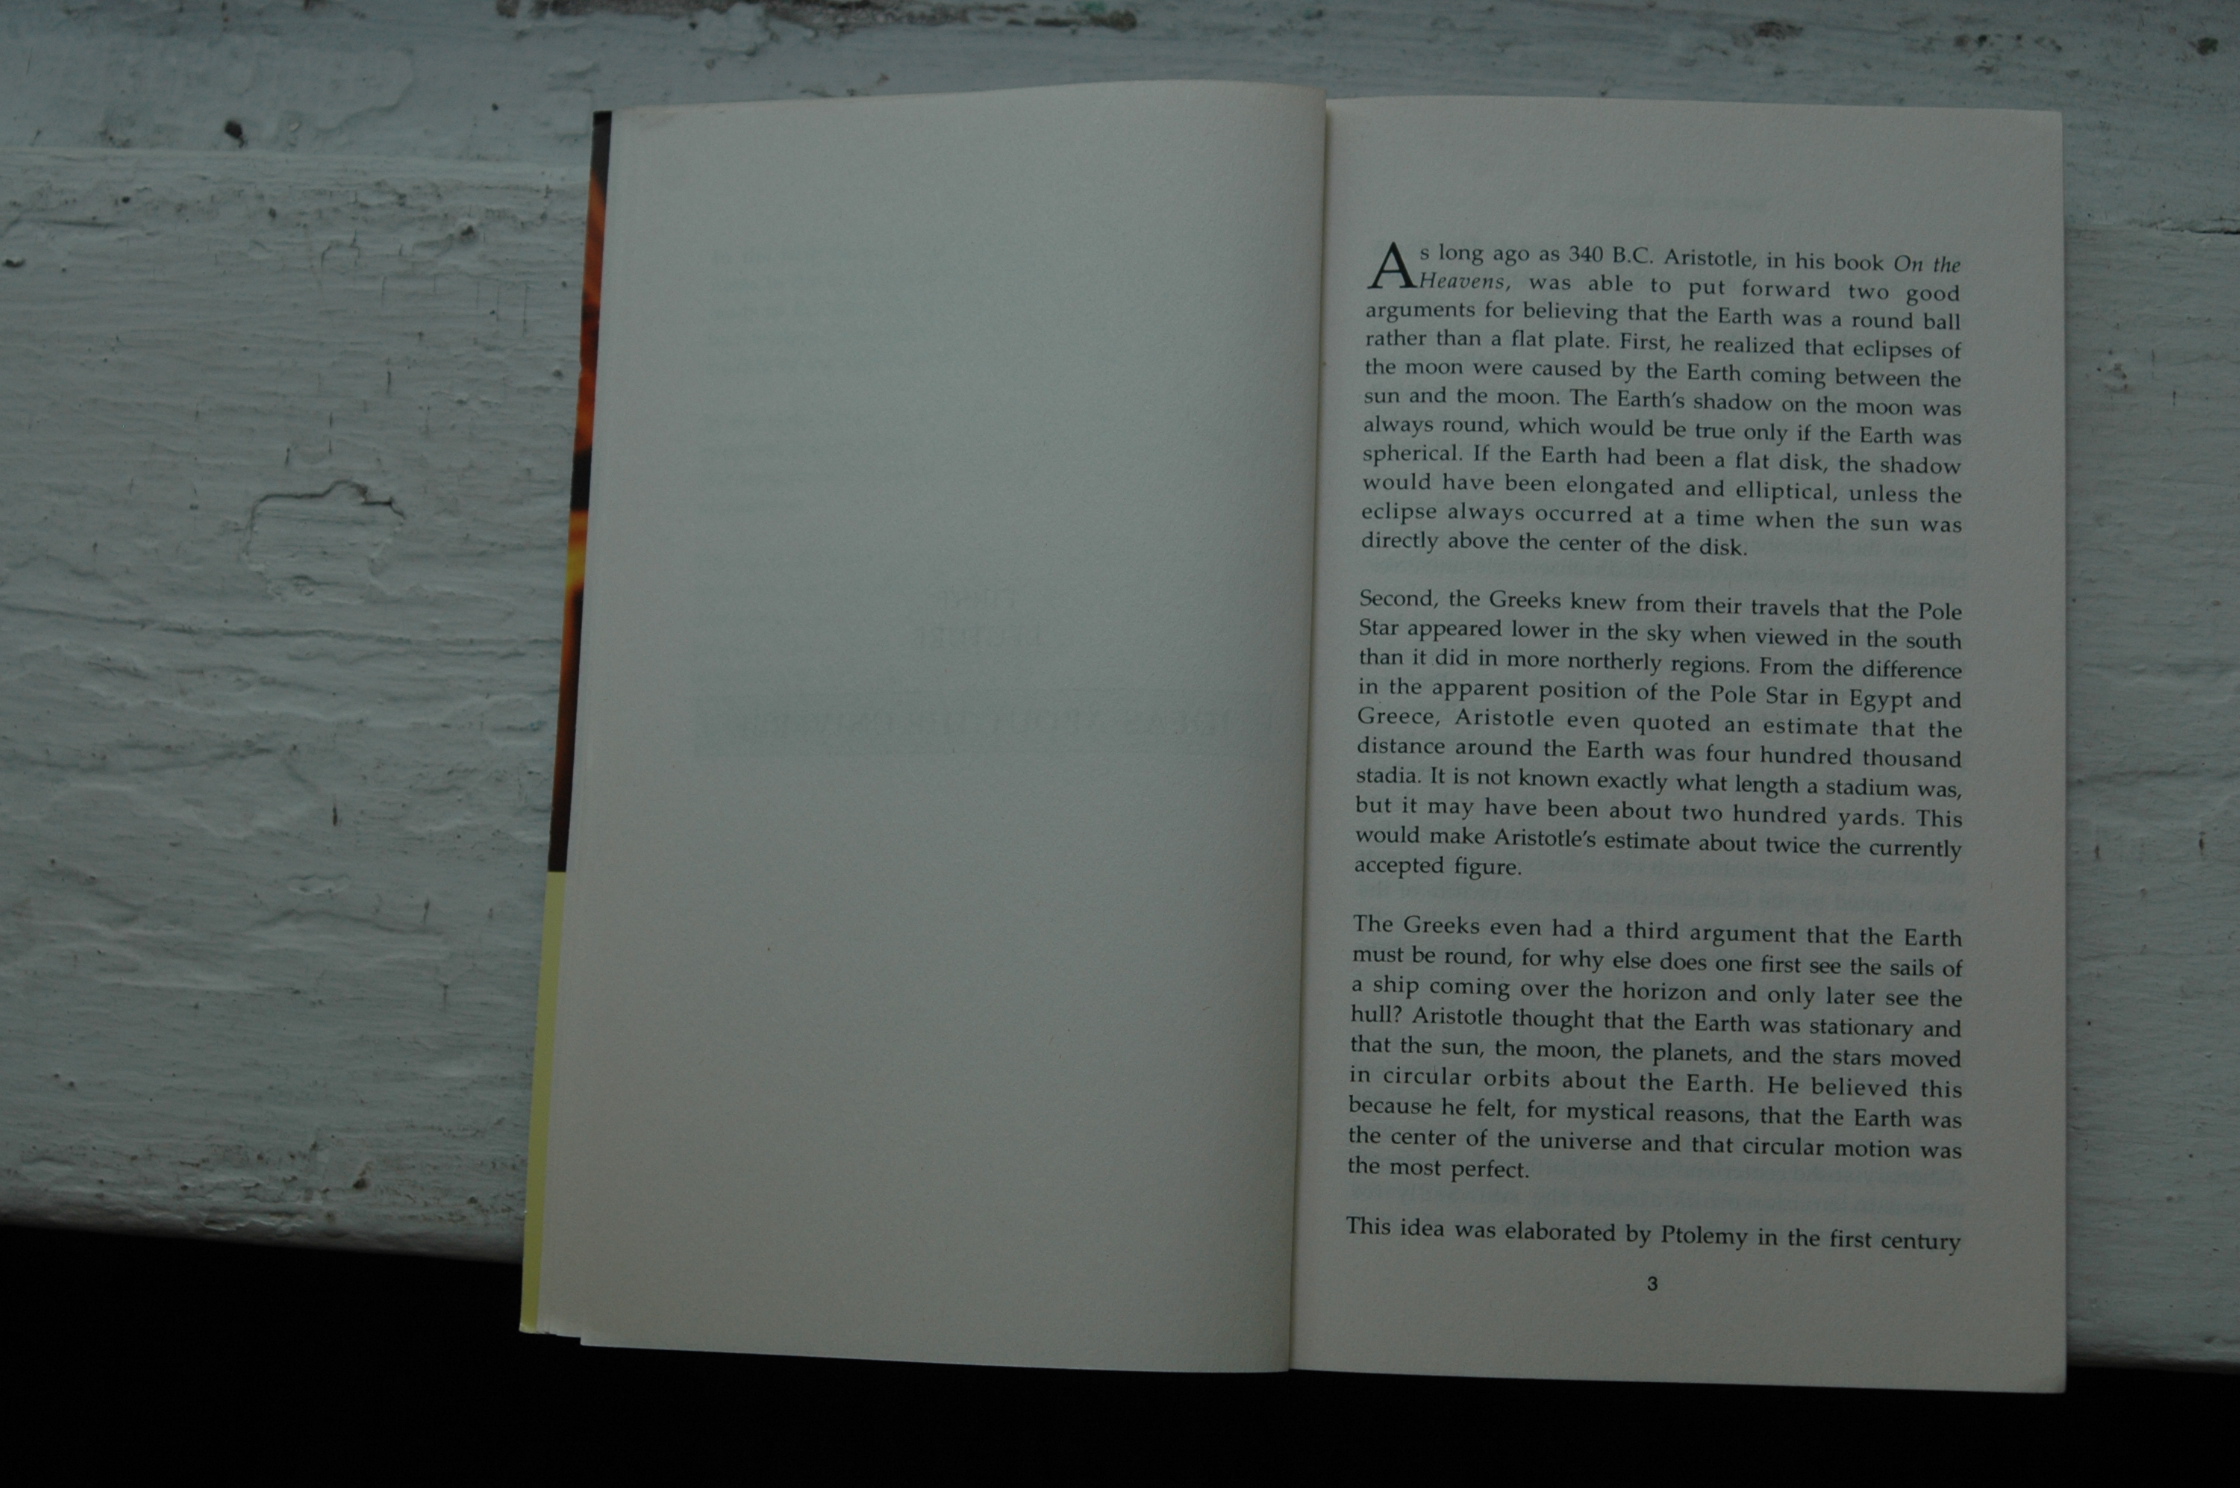 As long ago as 340 B.C. Aristotle, in his book On the
Heavens, was able to put forward two good
arguments for believing that the Earth was a round ball
rather than a flat plate. First, he realized that eclipses of
the moon were caused by the Earth coming between the
sun and the moon. The Earth's shadow on the moon was
always round, which would be true only if the Earth was
spherical. If the Earth had been a flat disk, the shadow
would have been elongated and elliptical, unless the
eclipse always occurred at a time when the sun was
directly above the center of the disk.
Second, the Greeks knew from their travels that the Pole
Star appeared lower in the sky when viewed in the south
than it did in more northerly regions. From the difference
in the apparent position of the Pole Star in Egypt and
Greece, Aristotle even quoted an estimate that the
distance around the Earth was four hundred thousand
stadia. It is not known exactly what length a stadium was,
but it may have been about two hundred yards. This
would make Aristotle's estimate about twice the currently
accepted figure.
The Greeks even had a third argument that the Earth
must be round, for why else does one first see the sails of
a ship coming over the horizon and only later see the
hull? Aristotle thought that the Earth was stationary and
that the sun, the moon, the planets, and the stars moved
in circular orbits about the Earth. He believed this
because he felt, for mystical reasons, that the Earth was
the center of the universe and that circular motion was
the most perfect.
This idea was elaborated by Ptolemy in the first century
3